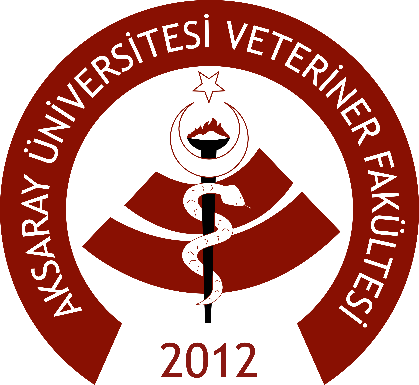 AKSARAY ÜNİVERSİTESİ VETERİNER FAKÜLTESİ
2012